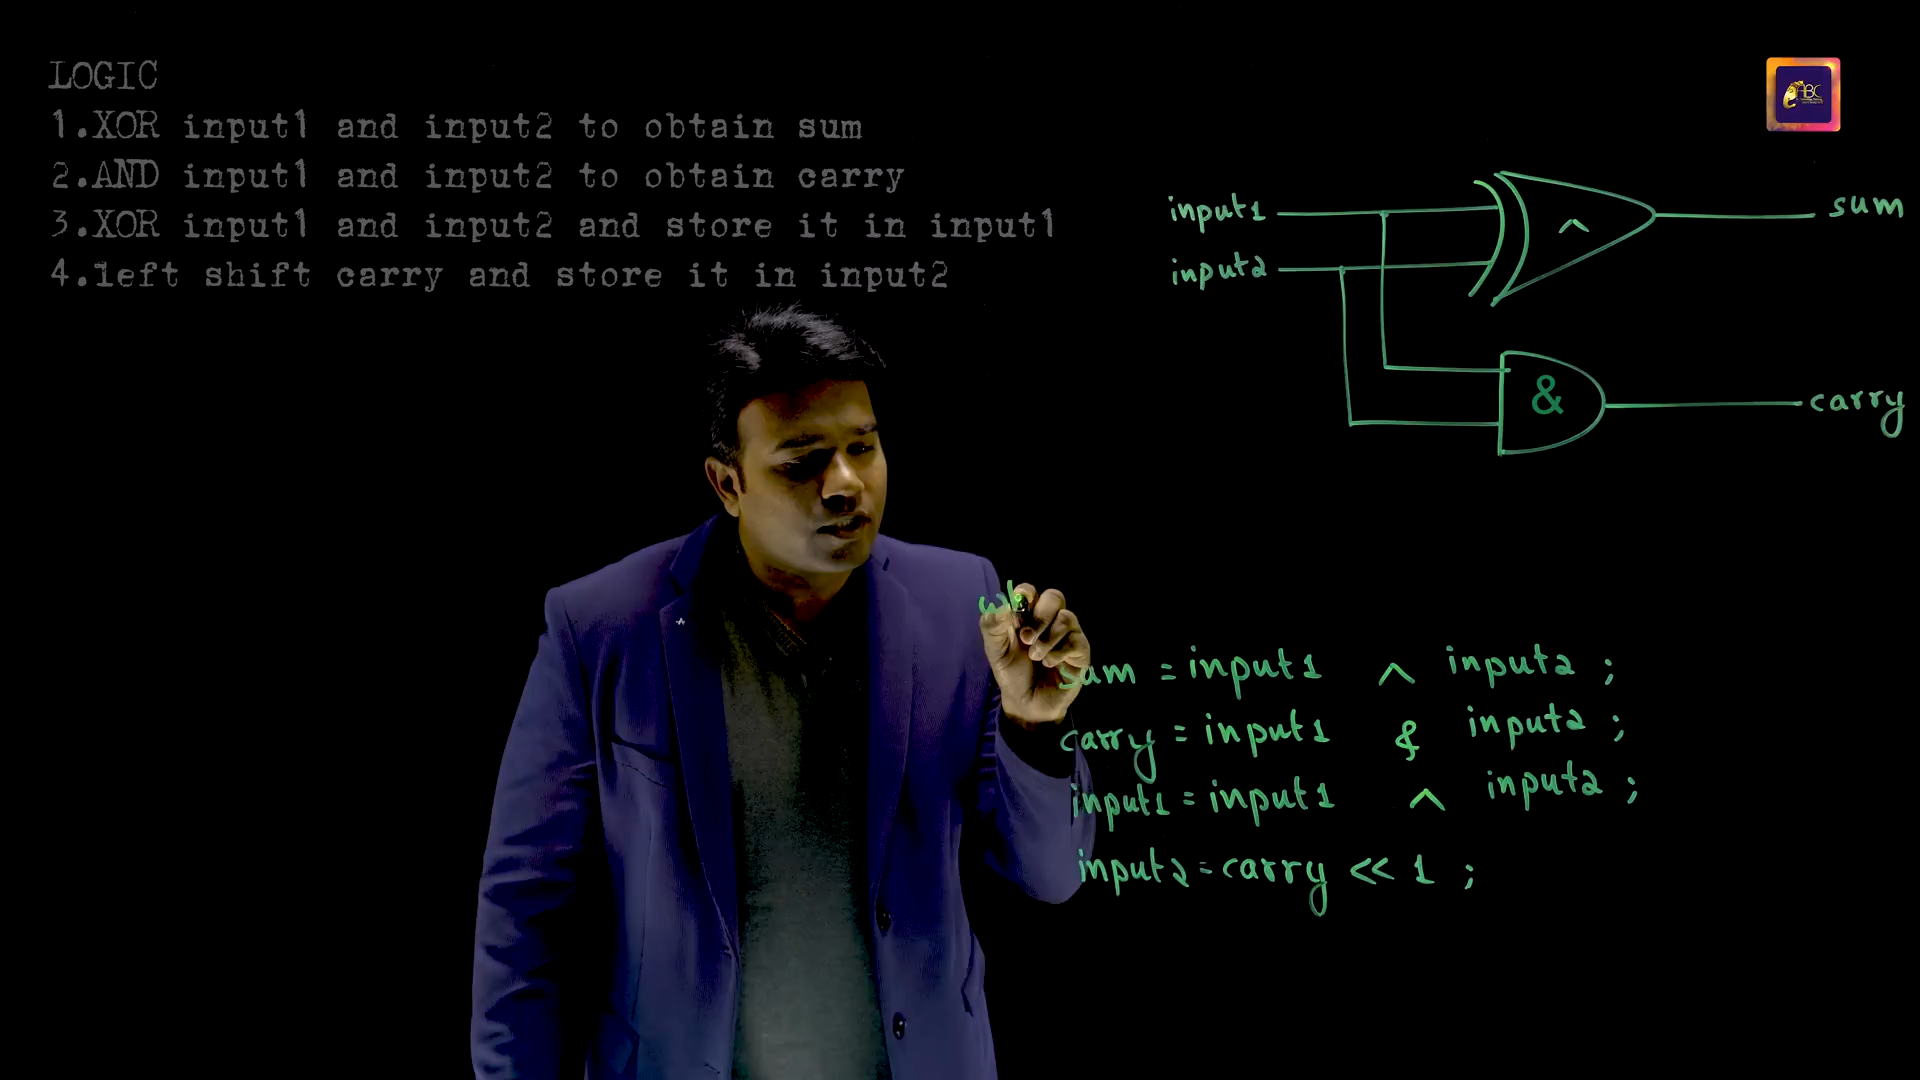 LOGIC
1.XOR input1 and input2 to obtain sum
2.AND input1 and input2 to obtain carry
3.XOR input1 and input2 and store it in input1
4.left shift carry and store it in input2
ABC
input1
input2
^
sum
&
carry
wh
sum = input1 ^ input2 ;
carry = input1 & input2 ;
input1 = input1 ^ input2 ;
input2 = carry << 1 ;